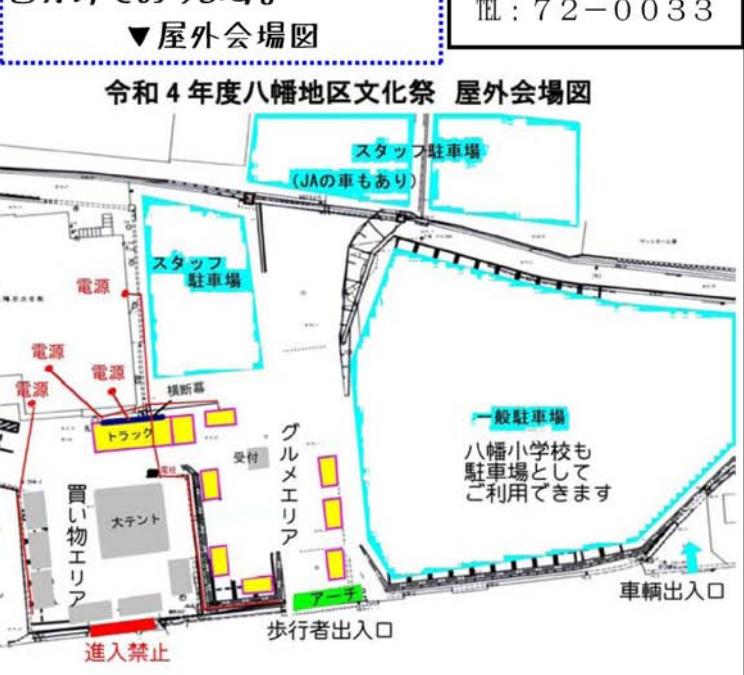 ▼屋外会場図
℡：７２－００３３
令和４年度八幡地区文化祭 屋外会場図
スタッフ駐車場
(JAの車もあり)
スタッフ
駐車場
電源
電源
電源
電源
横断幕
トラック
受付
グルメエリア
買い物エリア
大テント
一般駐車場
八幡小学校も
駐車場として
ご利用できます
アーチ
車輌出入口
歩行者出入口
進入禁止